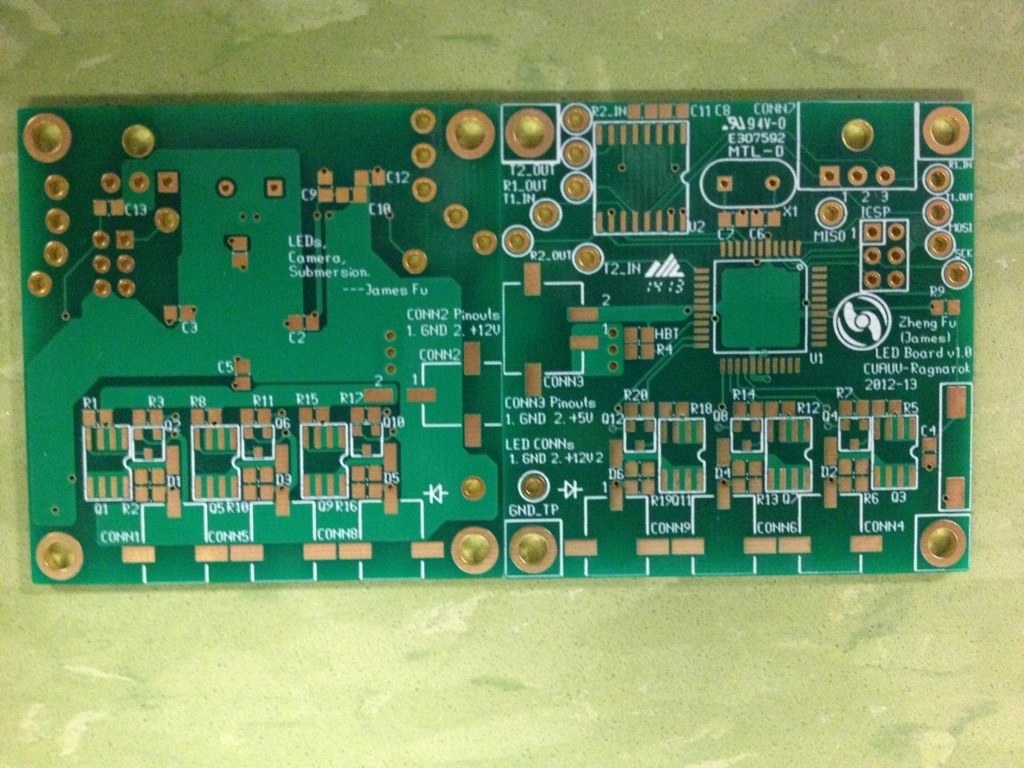 C12
C9
C10
C13
LEDs,
Camera,
Submersion.
---James Fu
C3
C2
C5
CONN2 Pinouts
1. GND 2. +12V
CONN2
2
1
R1
R3
R8
R11
R15
R17
Q2
Q6
Q10
D1
D3
D5
Q1
R2
Q5
R10
Q9
R16
CONN1
CONN5
CONN8
R2_IN
C11
C8
CONN7
94V-0
E307592
MTL-D
T2_OUT
R1_OUT
T1_IN
R1_IN
U2
C7
C6
X1
1 2 3
ICSP
MISO
1
MOSI
SCK
R2_OUT
T2_IN
1413
2
1
HBT
R4
CONN3
U1
R9
Zheng Fu
(James)
LED Board v1.0
CUAUV-Ragnarok
2012-13
CONN3 Pinouts
1. GND 2. +5V
LED CONNs
1. GND 2. +12V
2
1
R20
R18
R14
R12
R7
R5
Q12
Q8
Q4
C4
D6
D4
D2
R19
Q11
R13
Q7
R6
Q3
GND_TP
CONN9
CONN6
CONN4